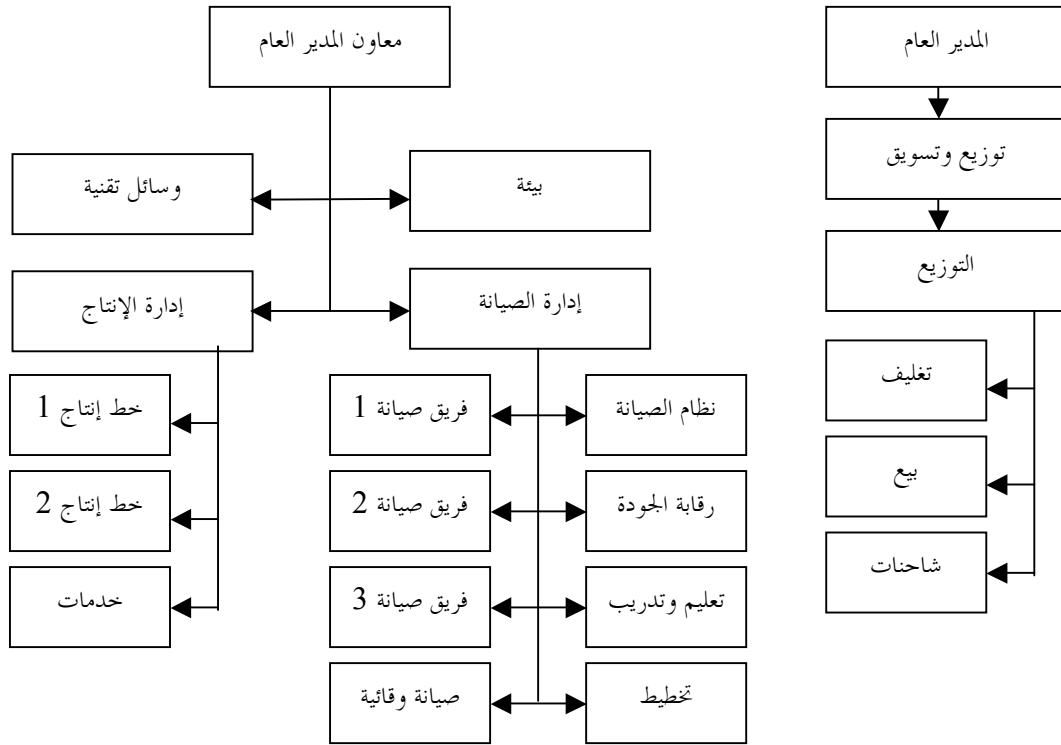 المدير العام
توزيع وتسويق
التوزيع
تغليف
بيع
شاحنات
معاون المدير العام
بيئة
وسائل تقنية
إدارة الصيانة
إدارة الإنتاج
نظام الصيانة
فريق صيانة 1
خط إنتاج 1
رقابة الجودة
فريق صيانة 2
خط إنتاج 2
تعليم وتدريب
فريق صيانة 3
خدمات
تخطيط
صيانة وقائية